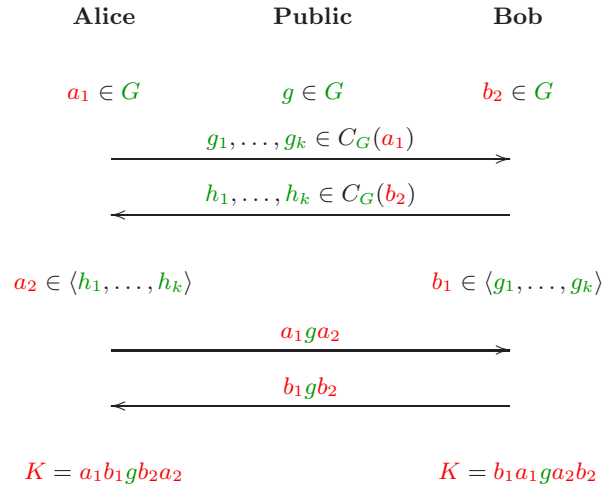 Alice Public Bob
a₁ ∈ G g ∈ G b₂ ∈ G
g₁, . . . , gₖ ∈ C_G(a₁)
h₁, . . . , hₖ ∈ C_G(b₂)
a₂ ∈ ⟨h₁, . . . , hₖ⟩ b₁ ∈ ⟨g₁, . . . , gₖ⟩
a₁ga₂
b₁gb₂
K = a₁b₁gb₂a₂ K = b₁a₁ga₂b₂